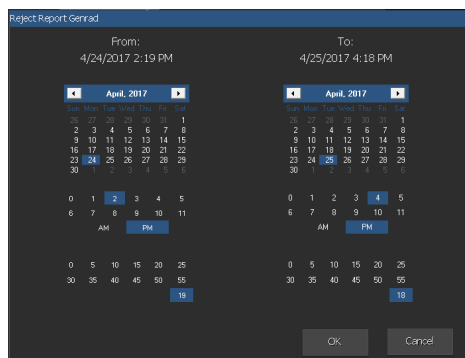 Reject Report Genrad
From:
4/24/2017 2:19 PM
April, 2017
Sun Mon Tue Wed Thu Fri Sat
26 27 28 29 30 31 1
2 3 4 5 6 7 8
9 10 11 12 13 14 15
16 17 18 19 20 21 22
23 24 25 26 27 28 29
30 1 2 3 4 5 6
0 1 2 3 4 5
6 7 8 9 10 11
AM PM
0 5 10 15 20 25
30 35 40 45 50 55
19
To:
4/25/2017 4:18 PM
April, 2017
Sun Mon Tue Wed Thu Fri Sat
26 27 28 29 30 31 1
2 3 4 5 6 7 8
9 10 11 12 13 14 15
16 17 18 19 20 21 22
23 24 25 26 27 28 29
30 1 2 3 4 5 6
0 1 2 3 4 5
6 7 8 9 10 11
AM PM
0 5 10 15 20 25
30 35 40 45 50 55
18
OK Cancel